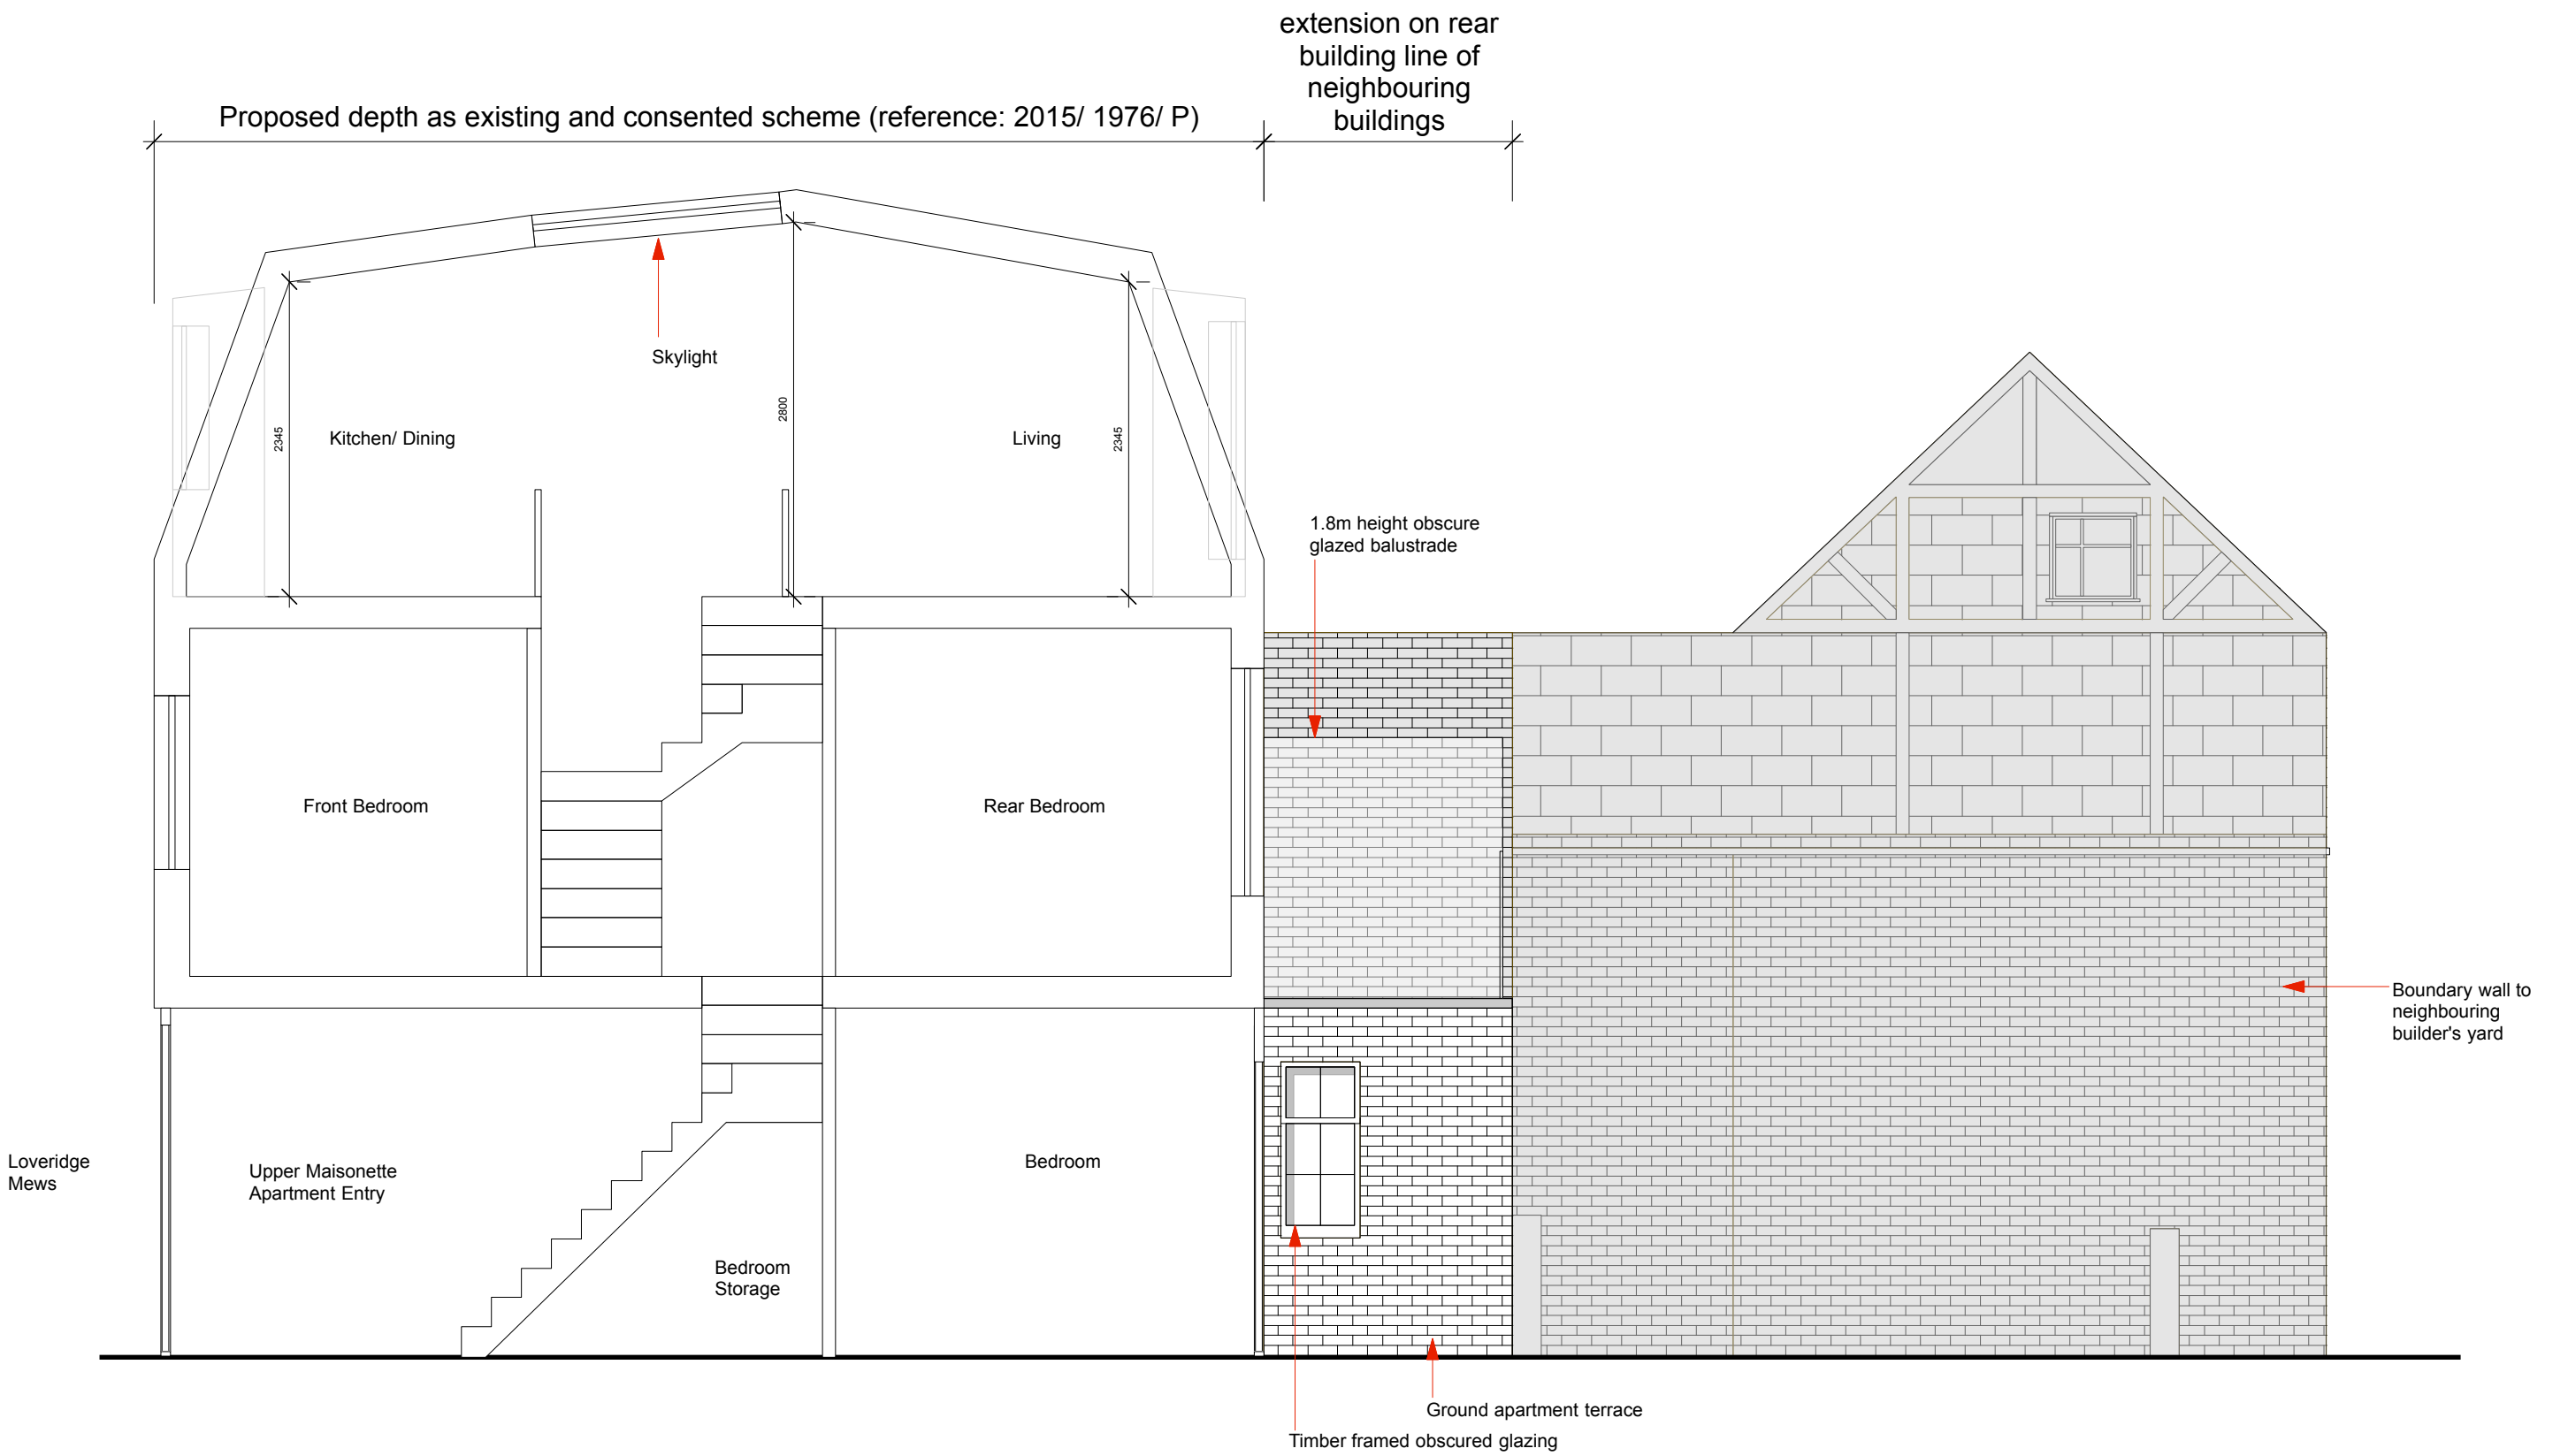 extension on rear
building line of
neighbouring
buildings
Proposed depth as existing and consented scheme (reference: 2015/ 1976/ P)
Skylight
2345
Kitchen/ Dining
2800
Living
2345
1.8m height obscure
glazed balustrade
Front Bedroom
Rear Bedroom
Boundary wall to
neighbouring
builder's yard
Loveridge
Mews
Upper Maisonette
Apartment Entry
Bedroom
Bedroom
Storage
Ground apartment terrace
Timber framed obscured glazing